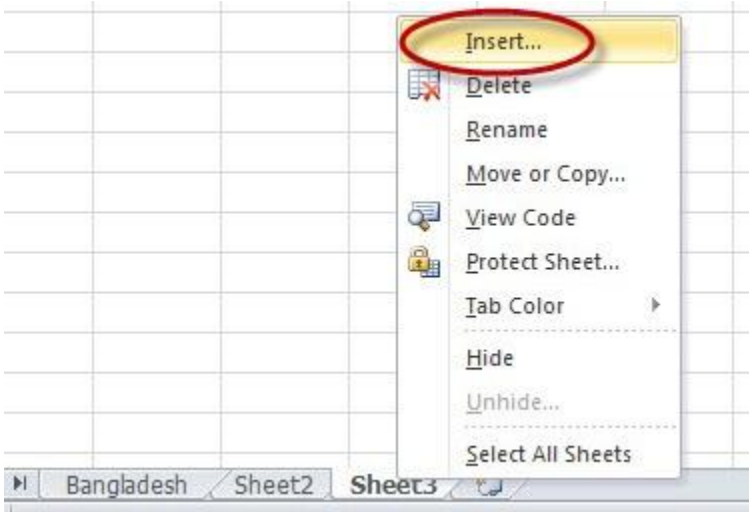 Insert...
Delete
Rename
Move or Copy...
View Code
Protect Sheet...
Tab Color
Hide
Unhide...
Select All Sheets
Bangladesh Sheet2 Sheet3